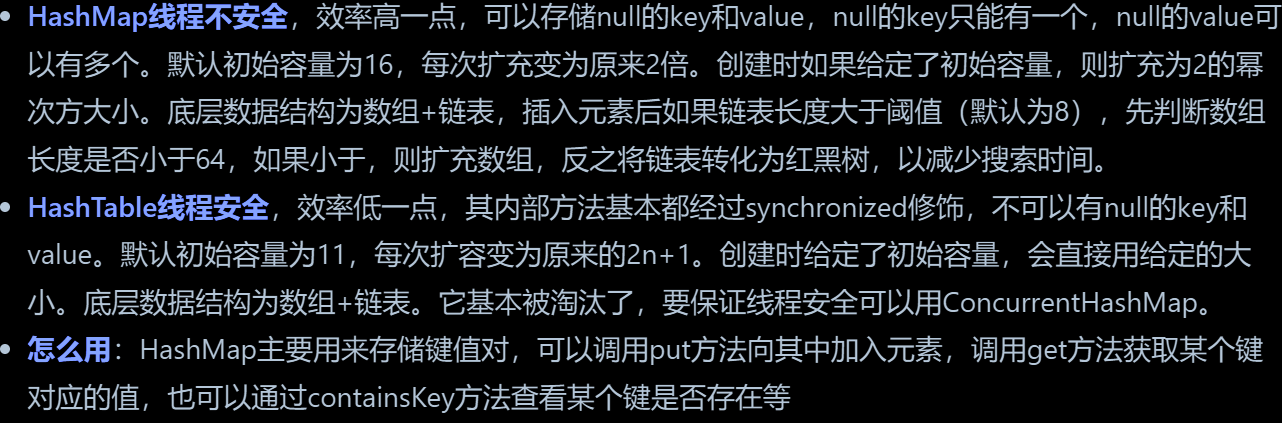 • HashMap线程不安全，效率高一点，可以存储null的key和value，null的key只能有一个，null的value可
以有多个。默认初始容量为16，每次扩充变为原来2倍。创建时如果给定了初始容量，则扩充为2的幂
次方大小。底层数据结构为数组+链表，插入元素后如果链表长度大于阈值（默认为8），先判断数组
长度是否小于64，如果小于，则扩充数组，反之将链表转化为红黑树，以减少搜索时间。
• HashTable线程安全，效率低一点，其内部方法基本都经过synchronized修饰，不可以有null的key和
value。默认初始容量为11，每次扩容变为原来的2n+1。创建时给定了初始容量，会直接用给定的大
小。底层数据结构为数组+链表。它基本被淘汰了，要保证线程安全可以用ConcurrentHashMap。
• 怎么用：HashMap主要用来存储键值对，可以调用put方法向其中加入元素，调用get方法获取某个键
对应的值，也可以通过containsKey方法查看某个键是否存在等